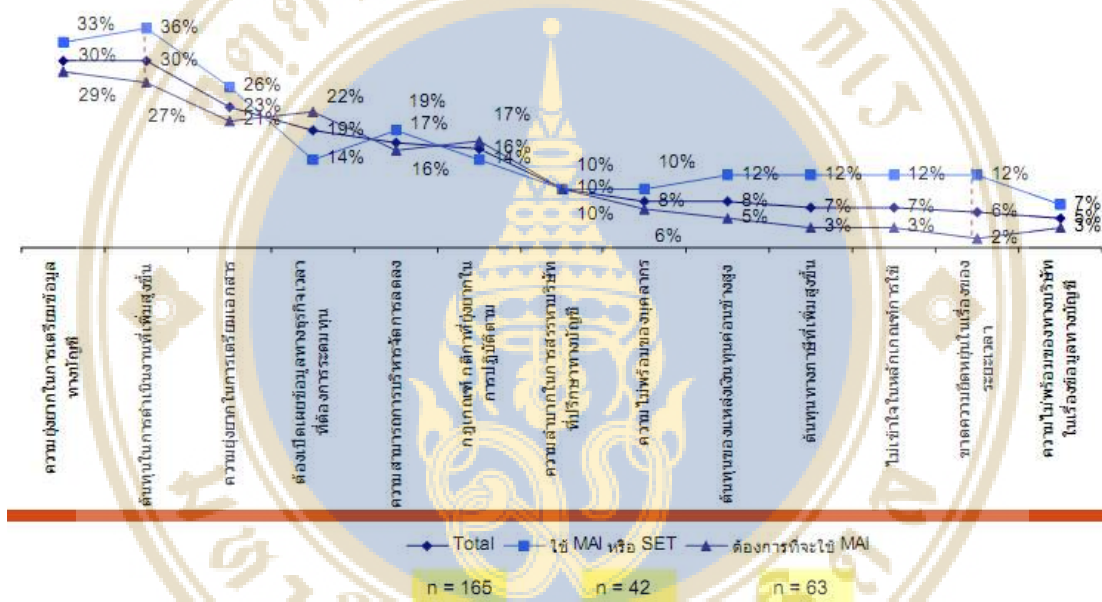 33% 36%
30% 30%
29% 27%
26%
23%
21%
22%
19%
14%
19%
17%
16%
17%
16%
14%
10%
10%
10%
10%
8%
6%
12%
8%
5%
12%
7%
3%
12%
7%
3%
12%
6%
2%
7%
5%
3%
ความยุ่งยากในการเตรียมข้อมูล
ทางบัญชี
ต้นทุนในการดำเนินงานที่เพิ่มสูงขึ้น
ความยุ่งยากในการเตรียมเอกสาร
ต้องเปิดเผยข้อมูลทางธุรกิจเวลา
ที่ต้องการระดมทุน
ความสามารถการบริหารจัดการลดลง
กฎเกณฑ์ กติกาที่ยุ่งยากใน
การปฏิบัติตาม
ความลำบากในการสรรหาบริษัท
ที่ปรึกษาทางบัญชี
ความไม่พร้อมของบุคลากร
ต้นทุนของแหล่งเงินทุนค่อนข้างสูง
ต้นทุนทางภาษีที่เพิ่มสูงขึ้น
ไม่เข้าใจในหลักเกณฑ์การใช้
ขาดความยืดหยุ่นในเรื่องของ
ระยะเวลา
ความไม่พร้อมของทางบริษัท
ในเรื่องข้อมูลทางบัญชี
Total ใช้ MAI หรือ SET ต้องการที่จะใช้ MAI
n = 165 n = 42 n = 63